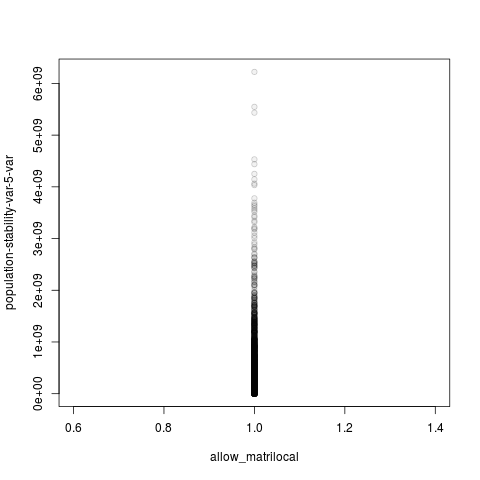 population-stability-var-5-var
6e+09
5e+09
4e+09
3e+09
2e+09
1e+09
0e+00
0.6
0.8
1.0
1.2
1.4
allow_matrilocal